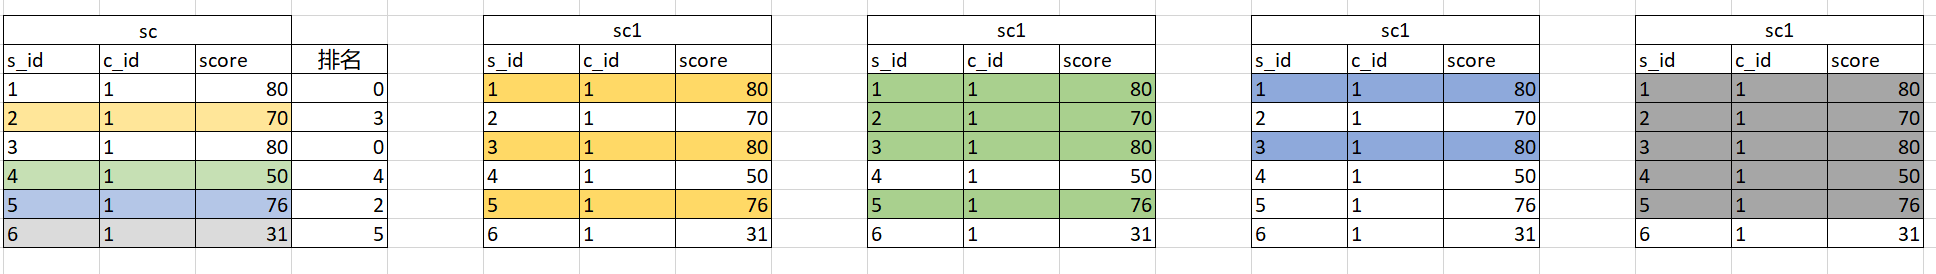 sc sc1 sc1 sc1 sc1
s_id c_id score 排名 s_id c_id score s_id c_id score s_id c_id score s_id c_id score
1 1 80 0 1 1 80 1 1 80 1 1 80 1 1 80
2 1 70 3 2 1 70 2 1 70 2 1 70 2 1 70
3 1 80 0 3 1 80 3 1 80 3 1 80 3 1 80
4 1 50 4 4 1 50 4 1 50 4 1 50 4 1 50
5 1 76 2 5 1 76 5 1 76 5 1 76 5 1 76
6 1 31 5 6 1 31 6 1 31 6 1 31 6 1 31